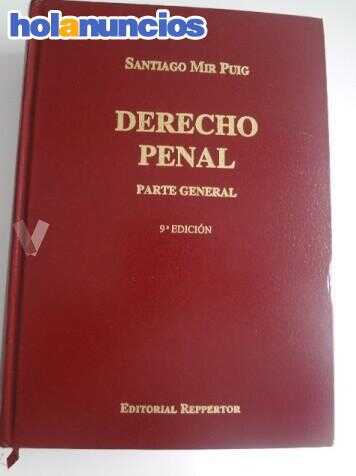 holanuncios
SANTIAGO MIR PUIG
DERECHO
PENAL
PARTE GENERAL
9ª EDICIÓN
V
EDITORIAL REPPERTOR